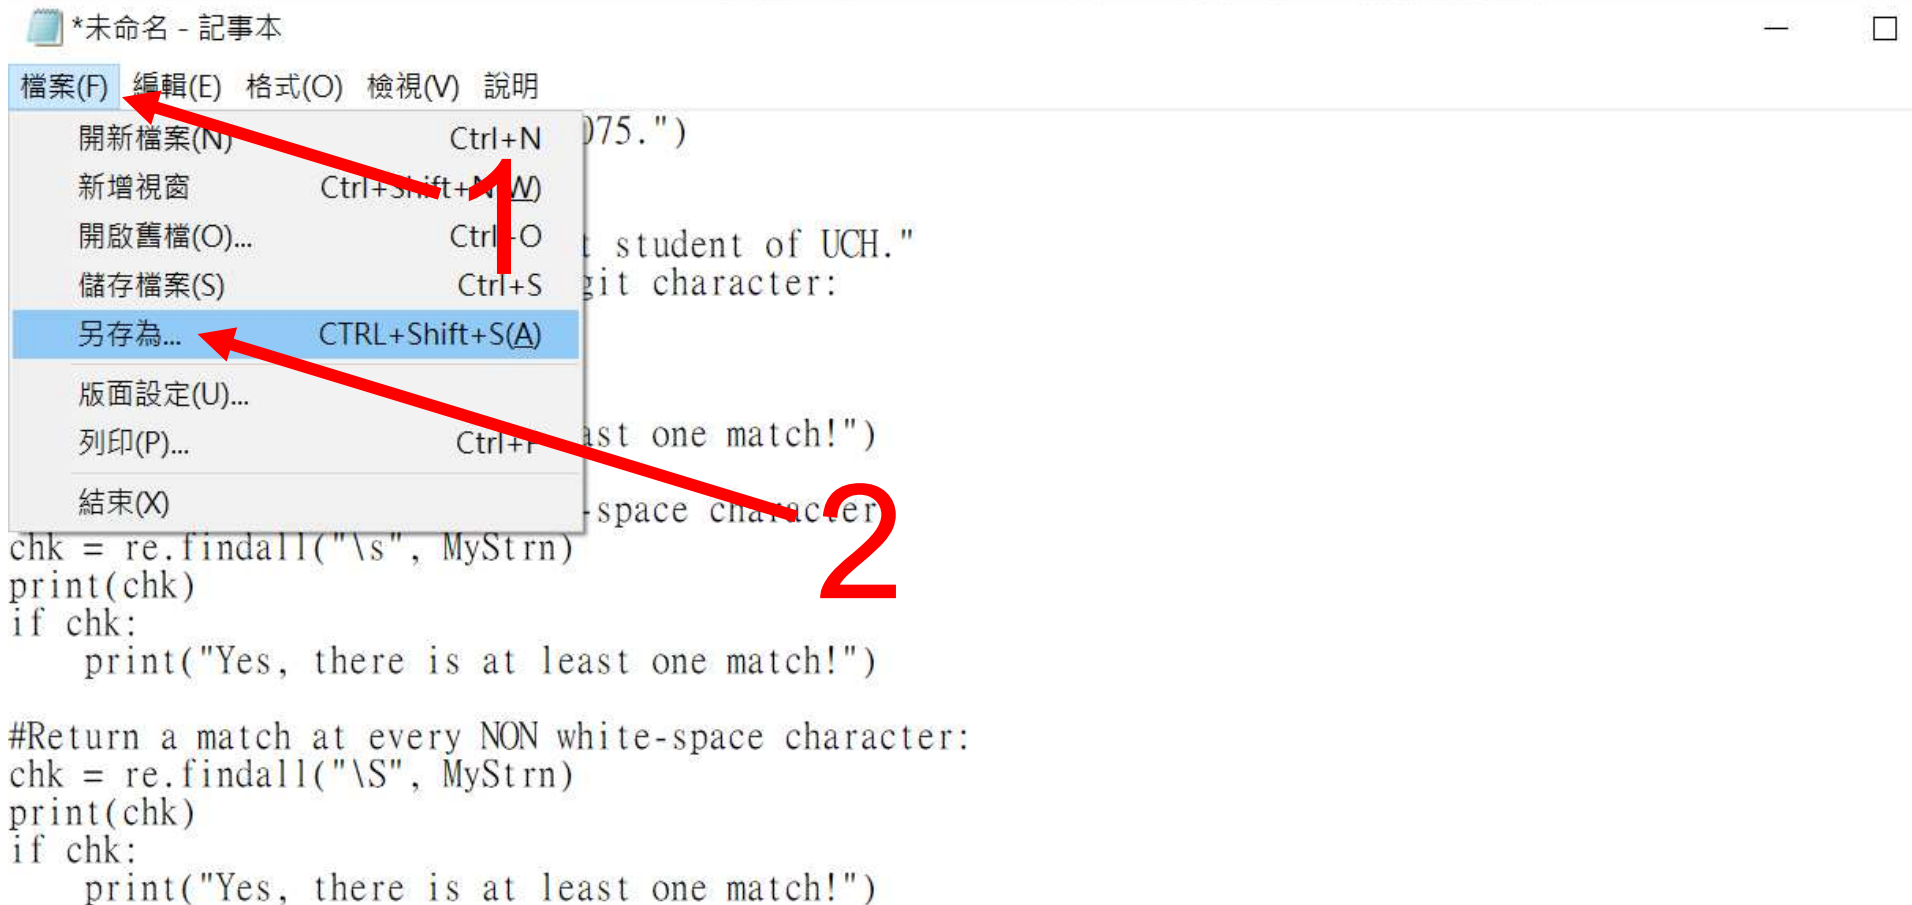 *未命名 - 記事本
檔案(F) 編輯(E) 格式(O) 檢視(V) 說明
開新檔案(N) Ctrl+N
新增視窗 Ctrl+Shift+N(W)
開啟舊檔(O)... Ctrl+O
儲存檔案(S) Ctrl+S
另存為... CTRL+Shift+S(A)
版面設定(U)...
列印(P)... Ctrl+P
結束(X)
1
2
075.")
t student of UCH."
git character:
ast one match!")
-space character
chk = re.findall("\s", MyStrn)
print(chk)
if chk:
    print("Yes, there is at least one match!")
#Return a match at every NON white-space character:
chk = re.findall("\S", MyStrn)
print(chk)
if chk:
    print("Yes, there is at least one match!")